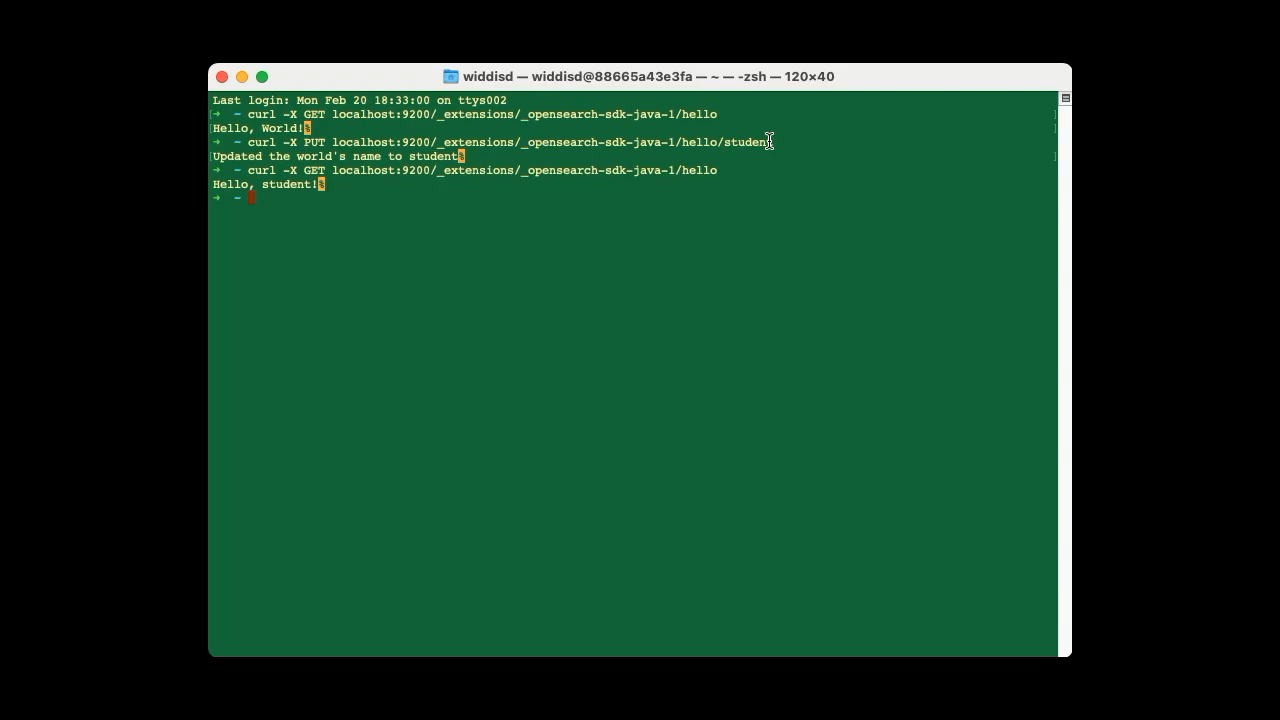 widdisd — widdisd@88665a43e3fa — ~ — -zsh — 120×40
Last login: Mon Feb 20 18:33:00 on ttys002
[➜  ~ curl -X GET localhost:9200/_extensions/_opensearch-sdk-java-1/hello ]
[Hello, World!% ]
➜  ~ curl -X PUT localhost:9200/_extensions/_opensearch-sdk-java-1/hello/student
[Updated the world's name to student% ]
➜  ~ curl -X GET localhost:9200/_extensions/_opensearch-sdk-java-1/hello
Hello, student!%
➜  ~